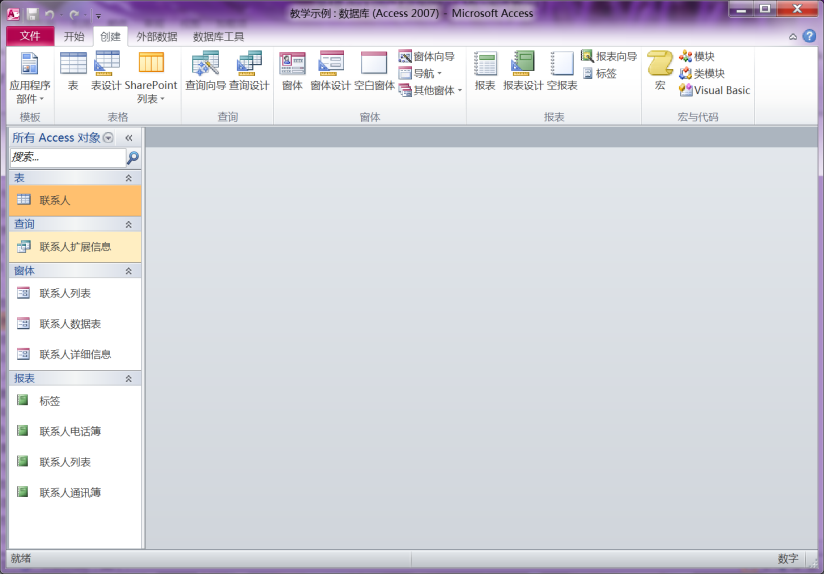 教学示例 : 数据库 (Access 2007) - Microsoft Access
文件 开始 创建 外部数据 数据库工具
应用程序部件
表
表设计
SharePoint 列表
查询向导
查询设计
窗体
窗体设计
空白窗体
窗体向导
导航
其他窗体
报表
报表设计
空报表
报表向导
标签
宏
模块
类模块
Visual Basic
模板 表格 查询 窗体 报表 宏与代码
所有 Access 对象
搜索...
表
联系人
查询
联系人扩展信息
窗体
联系人列表
联系人数据表
联系人详细信息
报表
标签
联系人电话簿
联系人列表
联系人通讯簿
就绪 数字